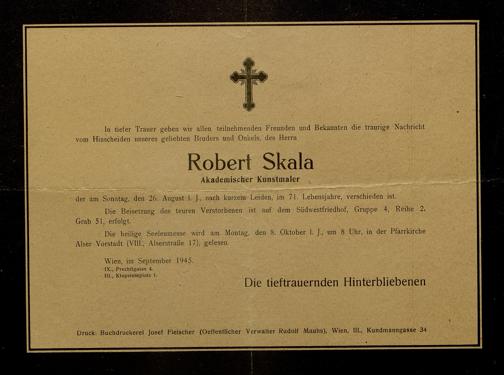 In tiefer Trauer geben wir allen teilnehmenden Freunden und Bekannten die traurige Nachricht
vom Hinscheiden unseres geliebten Bruders und Onkels, des Herrn
Robert Skala
Akademischer Kunstmaler
der am Sonntag, den 26. August l. J., nach kurzem Leiden, im 71. Lebensjahre, verschieden ist.
Die Beisetzung des teuren Verstorbenen ist auf dem Südwestfriedhof, Gruppe 4, Reihe 2,
Grab 51, erfolgt.
Die heilige Seelenmesse wird am Montag, den 8. Oktober l. J., um 8 Uhr, in der Pfarrkirche
Alser Vorstadt (VIII., Alserstraße 17), gelesen.
Wien, im September 1945.
IX., Prechtlgasse 4.
III., Klopsteinplatz 1.
Die tieftrauernden Hinterbliebenen
Druck: Buchdruckerei Josef Fleischer (Oeffentlicher Verwalter Rudolf Mauhs), Wien, III., Kundmanngasse 34